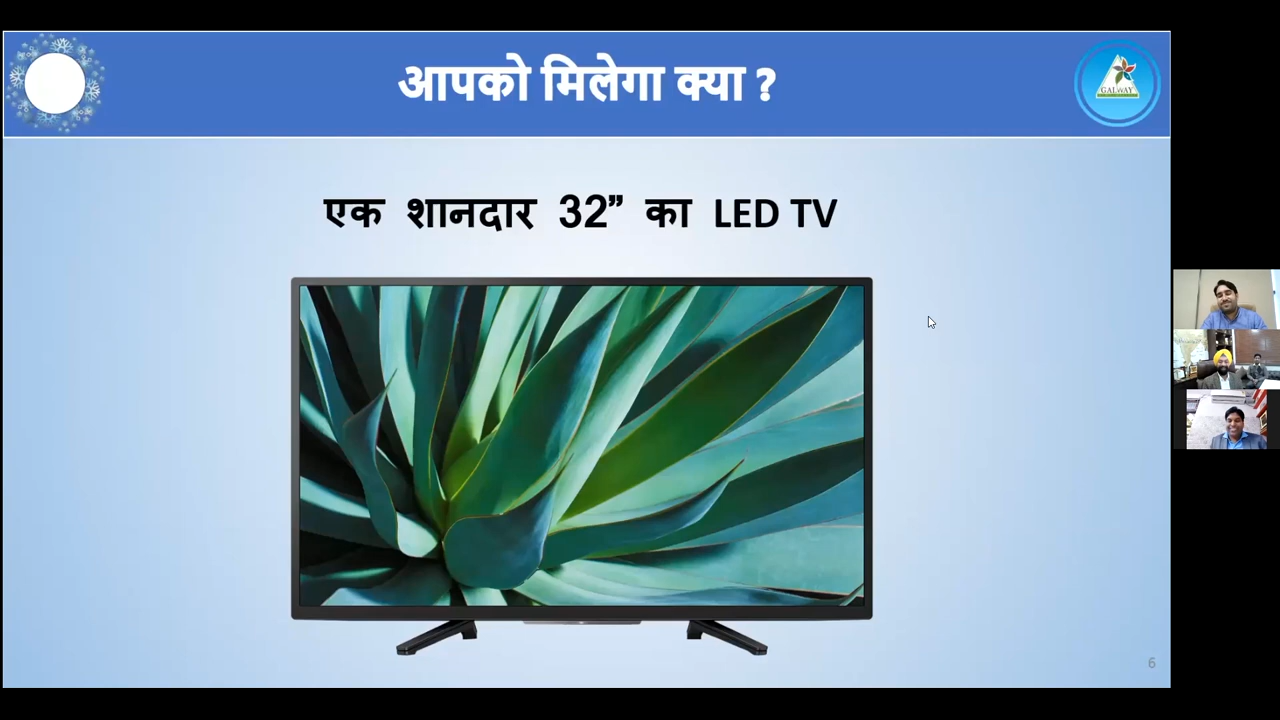 आपको मिलेगा क्या ?
GALWAY
एक शानदार 32” का LED TV
6